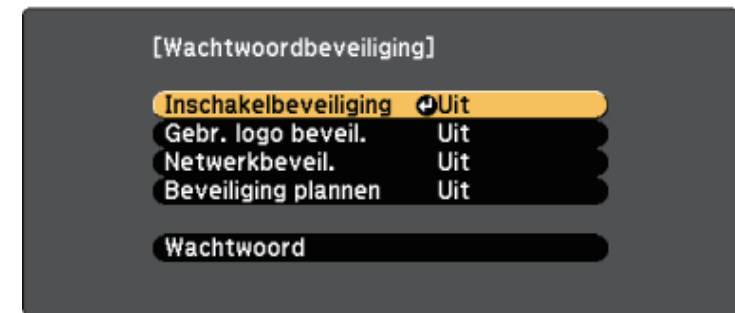 [Wachtwoordbeveiliging]
Inschakelbeveiliging Uit
Gebr. logo beveil. Uit
Netwerkbeveil. Uit
Beveiliging plannen Uit
Wachtwoord